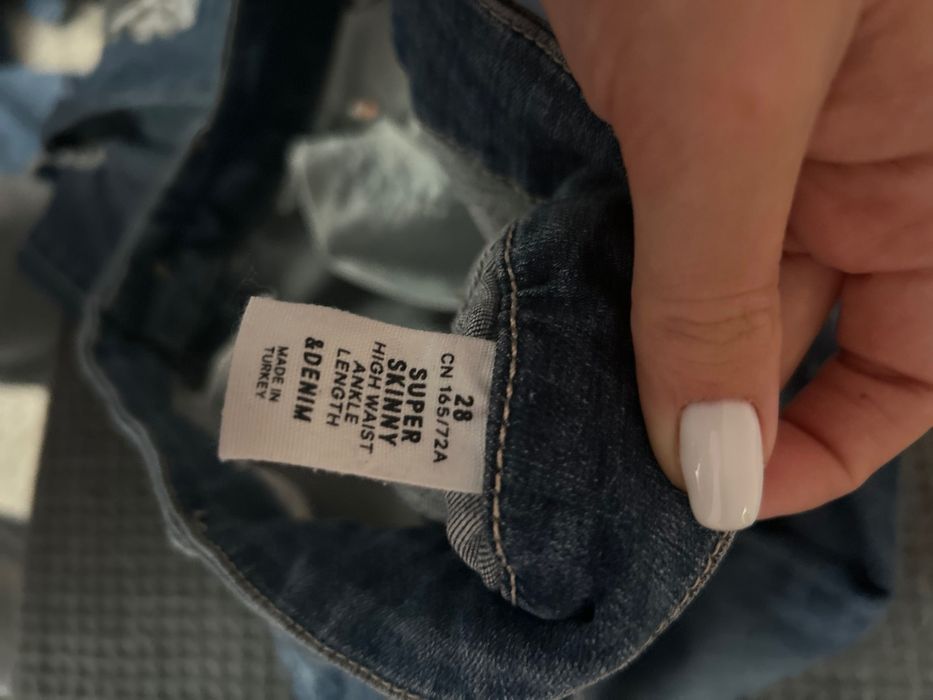 28
CN 165/72A
SUPER
SKINNY
HIGH WAIST
ANKLE
LENGTH
&DENIM
MADE IN
TURKEY